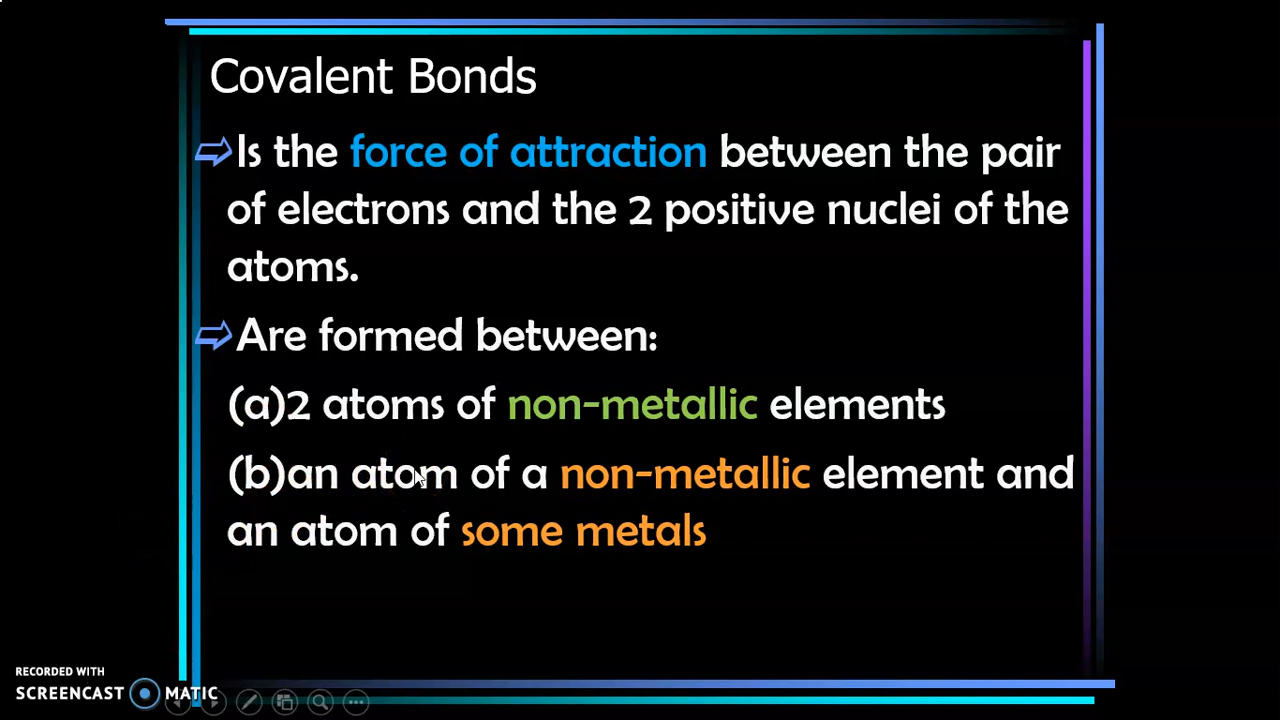 Covalent Bonds
⇨Is the force of attraction between the pair
of electrons and the 2 positive nuclei of the
atoms.
⇨Are formed between:
(a)2 atoms of non-metallic elements
(b)an atom of a non-metallic element and
an atom of some metals
RECORDED WITH
SCREENCAST MATIC